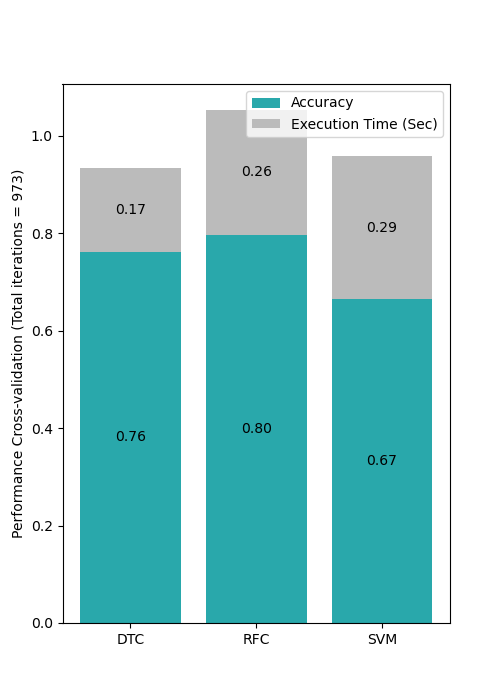 Accuracy
Execution Time (Sec)
Performance Cross-validation (Total iterations = 973)
1.0
0.8
0.6
0.4
0.2
0.0
0.17
0.26
0.29
0.76
0.80
0.67
DTC
RFC
SVM